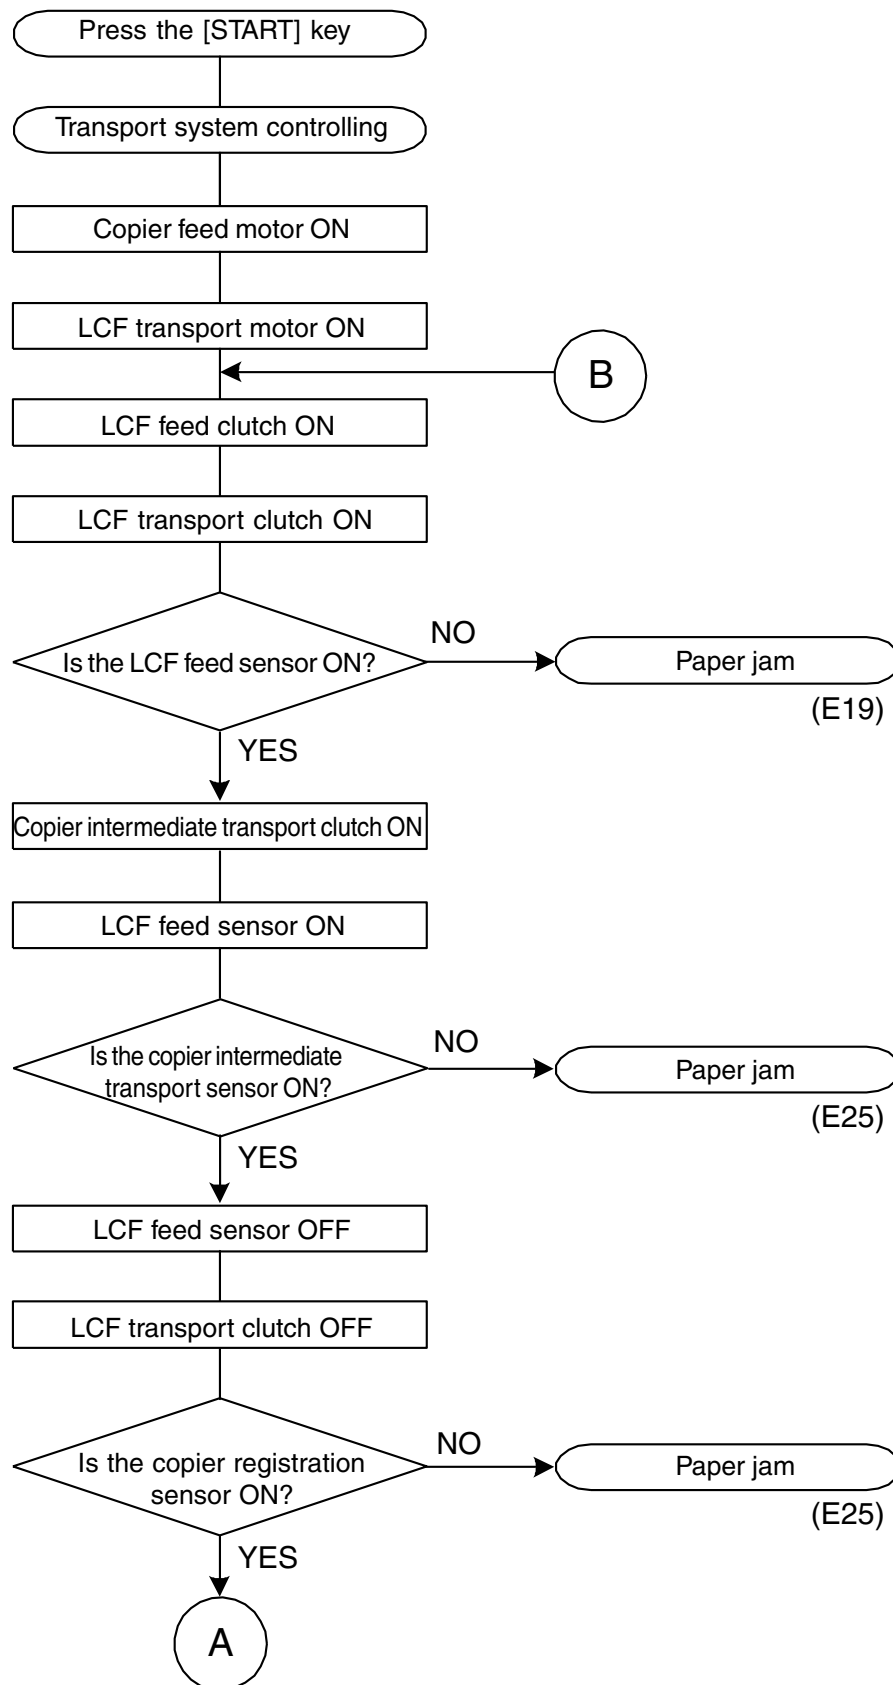 Press the [START] key
Transport system controlling
Copier feed motor ON
LCF transport motor ON
B
LCF feed clutch ON
LCF transport clutch ON
Is the LCF feed sensor ON?
NO
Paper jam
(E19)
YES
Copier intermediate transport clutch ON
LCF feed sensor ON
Is the copier intermediate
transport sensor ON?
NO
Paper jam
(E25)
YES
LCF feed sensor OFF
LCF transport clutch OFF
Is the copier registration
sensor ON?
NO
Paper jam
(E25)
YES
A